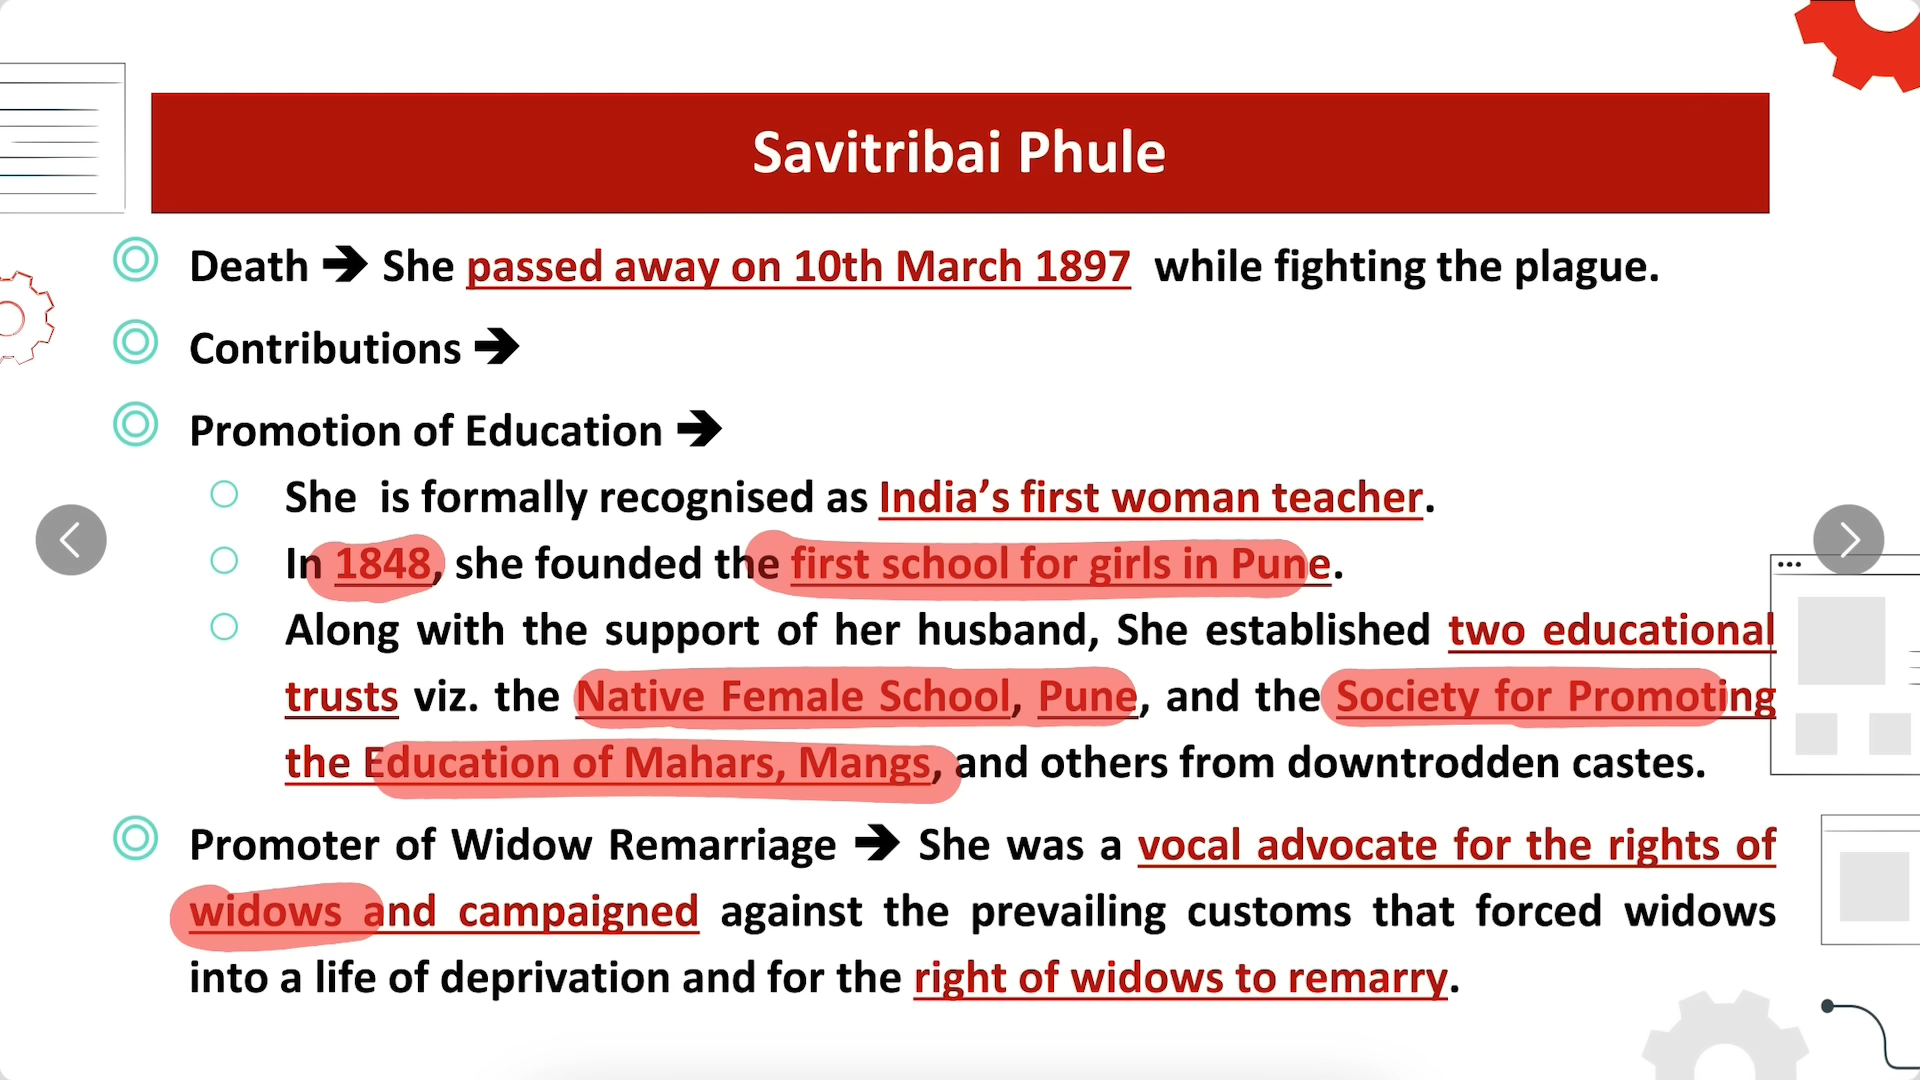 Savitribai Phule
Death ➔ She passed away on 10th March 1897 while fighting the plague.
Contributions ➔
Promotion of Education ➔
She is formally recognised as India’s first woman teacher.
In 1848, she founded the first school for girls in Pune.
Along with the support of her husband, She established two educational
trusts viz. the Native Female School, Pune, and the Society for Promoting
the Education of Mahars, Mangs, and others from downtrodden castes.
Promoter of Widow Remarriage ➔ She was a vocal advocate for the rights of
widows and campaigned against the prevailing customs that forced widows
into a life of deprivation and for the right of widows to remarry.